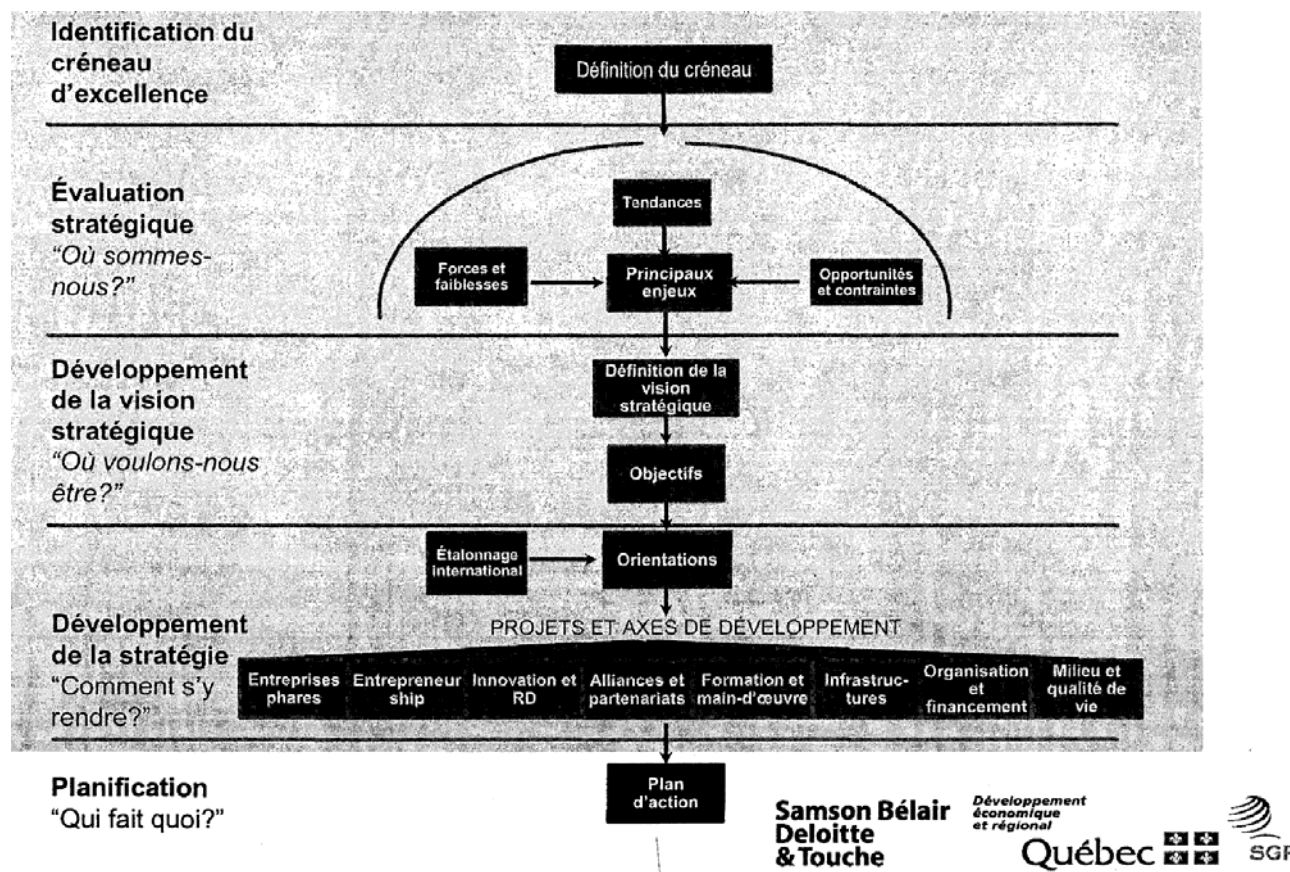 Identification du
créneau
d'excellence
Définition du créneau
Évaluation
stratégique
"Où sommes-
nous?"
Tendances
Forces et
faiblesses
Principaux
enjeux
Opportunités
et contraintes
Développement
de la vision
stratégique
"Où voulons-nous
être?"
Définition de la
vision
stratégique
Objectifs
Étalonnage
international
Orientations
Développement
de la stratégie
"Comment s'y
rendre?"
PROJETS ET AXES DE DÉVELOPPEMENT
Entreprises
phares
Entrepreneur
ship
Innovation et
RD
Alliances et
partenariats
Formation et
main-d'œuvre
Infrastruc-
tures
Organisation
et
financement
Milieu et
qualité de
vie
Planification
"Qui fait quoi?"
Plan
d'action
Samson Bélair
Deloitte
& Touche
Développement
économique
et régional
Québec